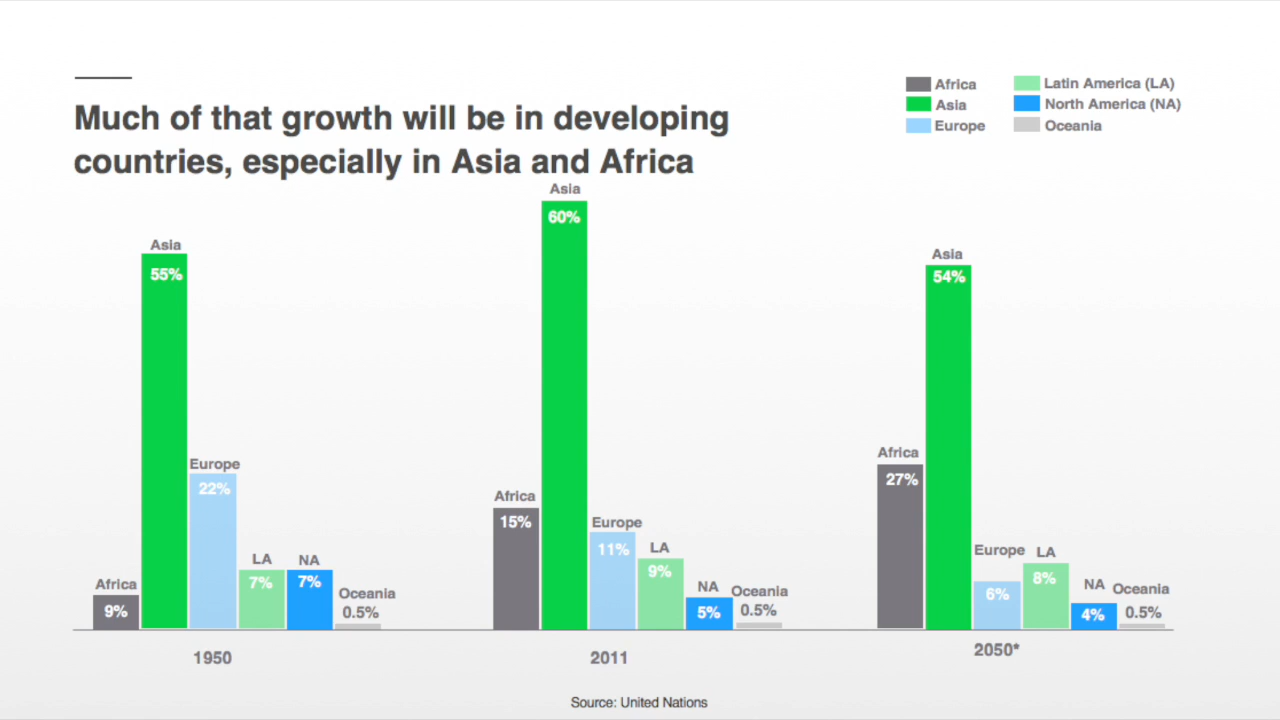 Much of that growth will be in developing
countries, especially in Asia and Africa
Africa
Asia
Europe
Latin America (LA)
North America (NA)
Oceania
Africa
9%
Asia
55%
Europe
22%
LA
7%
NA
7%
Oceania
0.5%
1950
Africa
15%
Asia
60%
Europe
11%
LA
9%
NA
5%
Oceania
0.5%
2011
Africa
27%
Asia
54%
Europe
6%
LA
8%
NA
4%
Oceania
0.5%
2050*
Source: United Nations